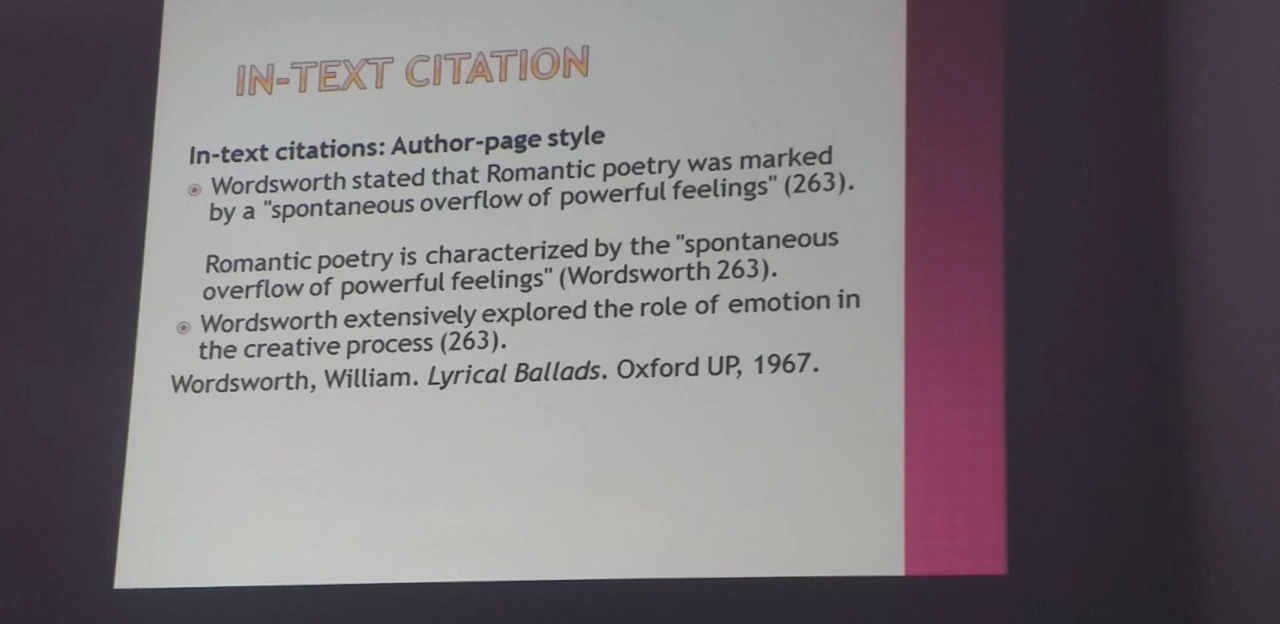 IN-TEXT CITATION
In-text citations: Author-page style
Wordsworth stated that Romantic poetry was marked
by a "spontaneous overflow of powerful feelings" (263).
Romantic poetry is characterized by the "spontaneous
overflow of powerful feelings" (Wordsworth 263).
Wordsworth extensively explored the role of emotion in
the creative process (263).
Wordsworth, William. Lyrical Ballads. Oxford UP, 1967.